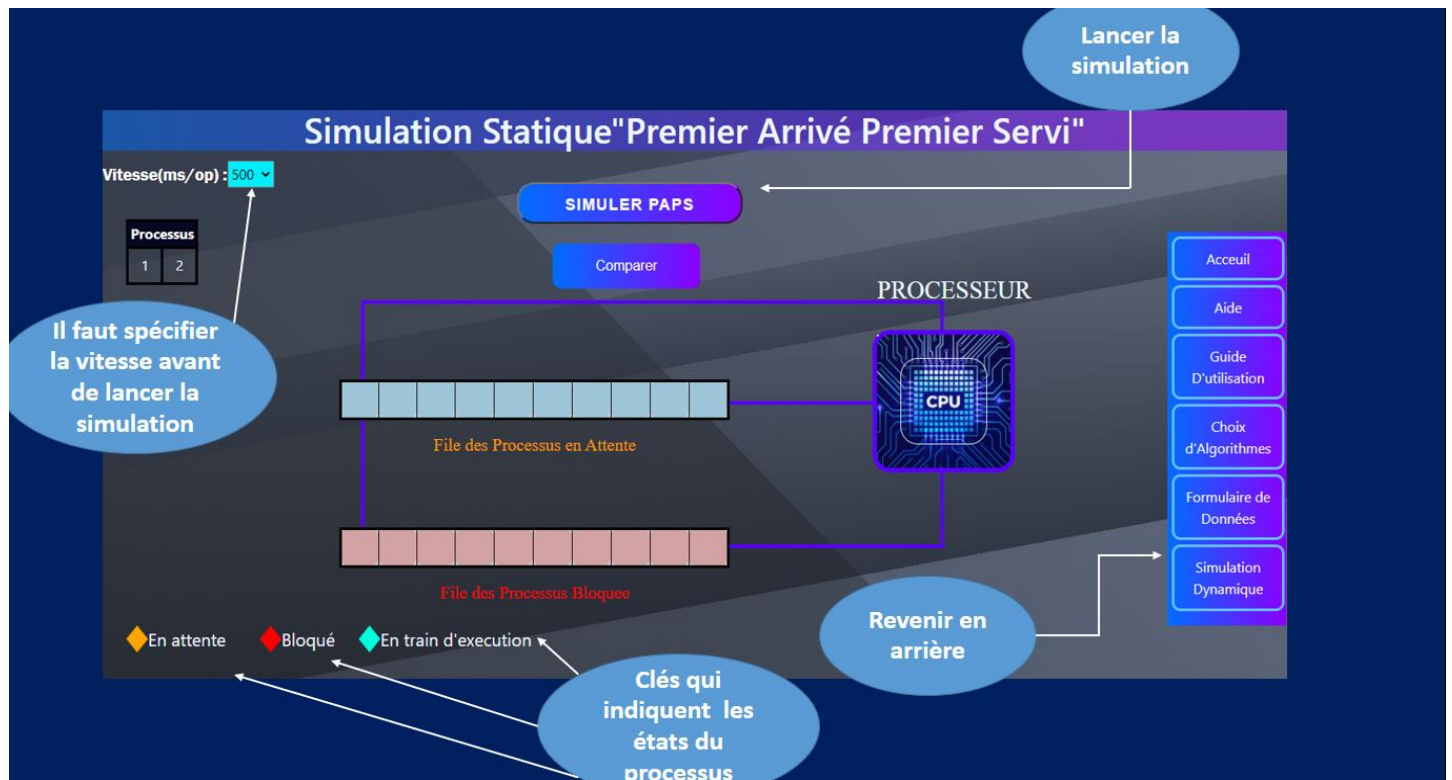 Lancer la
simulation
Simulation Statique"Premier Arrivé Premier Servi"
Vitesse(ms/op) : 500
SIMULER PAPS
Processus
1 2
Comparer
PROCESSEUR
Acceuil
Aide
Guide
D'utilisation
Choix
d'Algorithmes
Formulaire de
Données
Simulation
Dynamique
Il faut spécifier
la vitesse avant
de lancer la
simulation
CPU
File des Processus en Attente
File des Processus Bloquee
Revenir en
arrière
En attente
Bloqué
En train d'execution
Clés qui
indiquent les
états du
processus